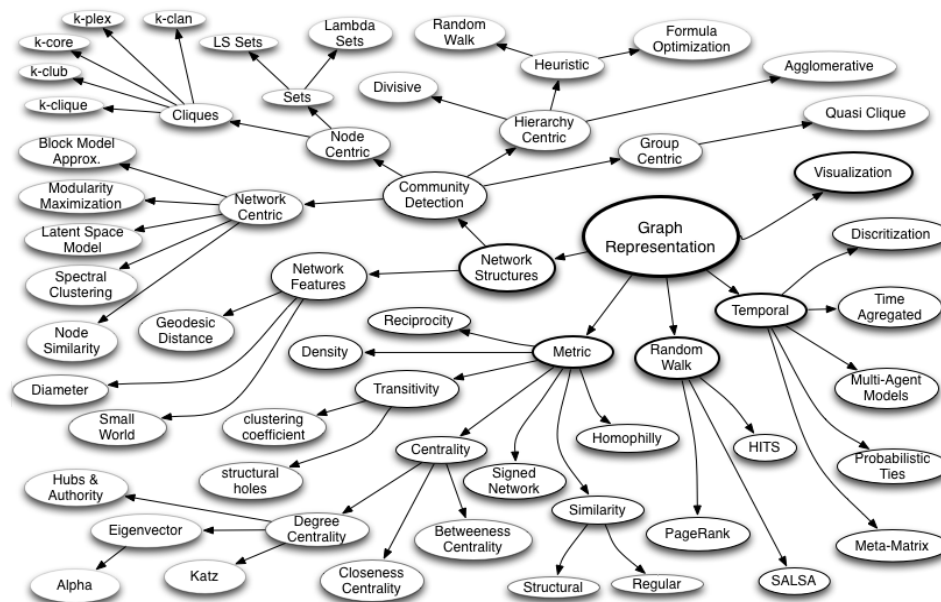 k-plex
k-clan
k-core
k-club
k-clique
Cliques
LS Sets
Lambda
Sets
Sets
Node
Centric
Random
Walk
Heuristic
Formula
Optimization
Divisive
Hierarchy
Centric
Agglomerative
Group
Centric
Quasi Clique
Block Model
Approx.
Modularity
Maximization
Latent Space
Model
Spectral
Clustering
Node
Similarity
Network
Centric
Community
Detection
Graph
Representation
Visualization
Network
Structures
Network
Features
Geodesic
Distance
Diameter
Small
World
Discritization
Temporal
Time
Agregated
Multi-Agent
Models
Probabilistic
Ties
Meta-Matrix
Reciprocity
Density
Metric
Random
Walk
Transitivity
clustering
coefficient
structural
holes
Centrality
Signed
Network
Homophilly
HITS
Similarity
PageRank
SALSA
Structural
Regular
Hubs &
Authority
Eigenvector
Degree
Centrality
Betweeness
Centrality
Alpha
Katz
Closeness
Centrality